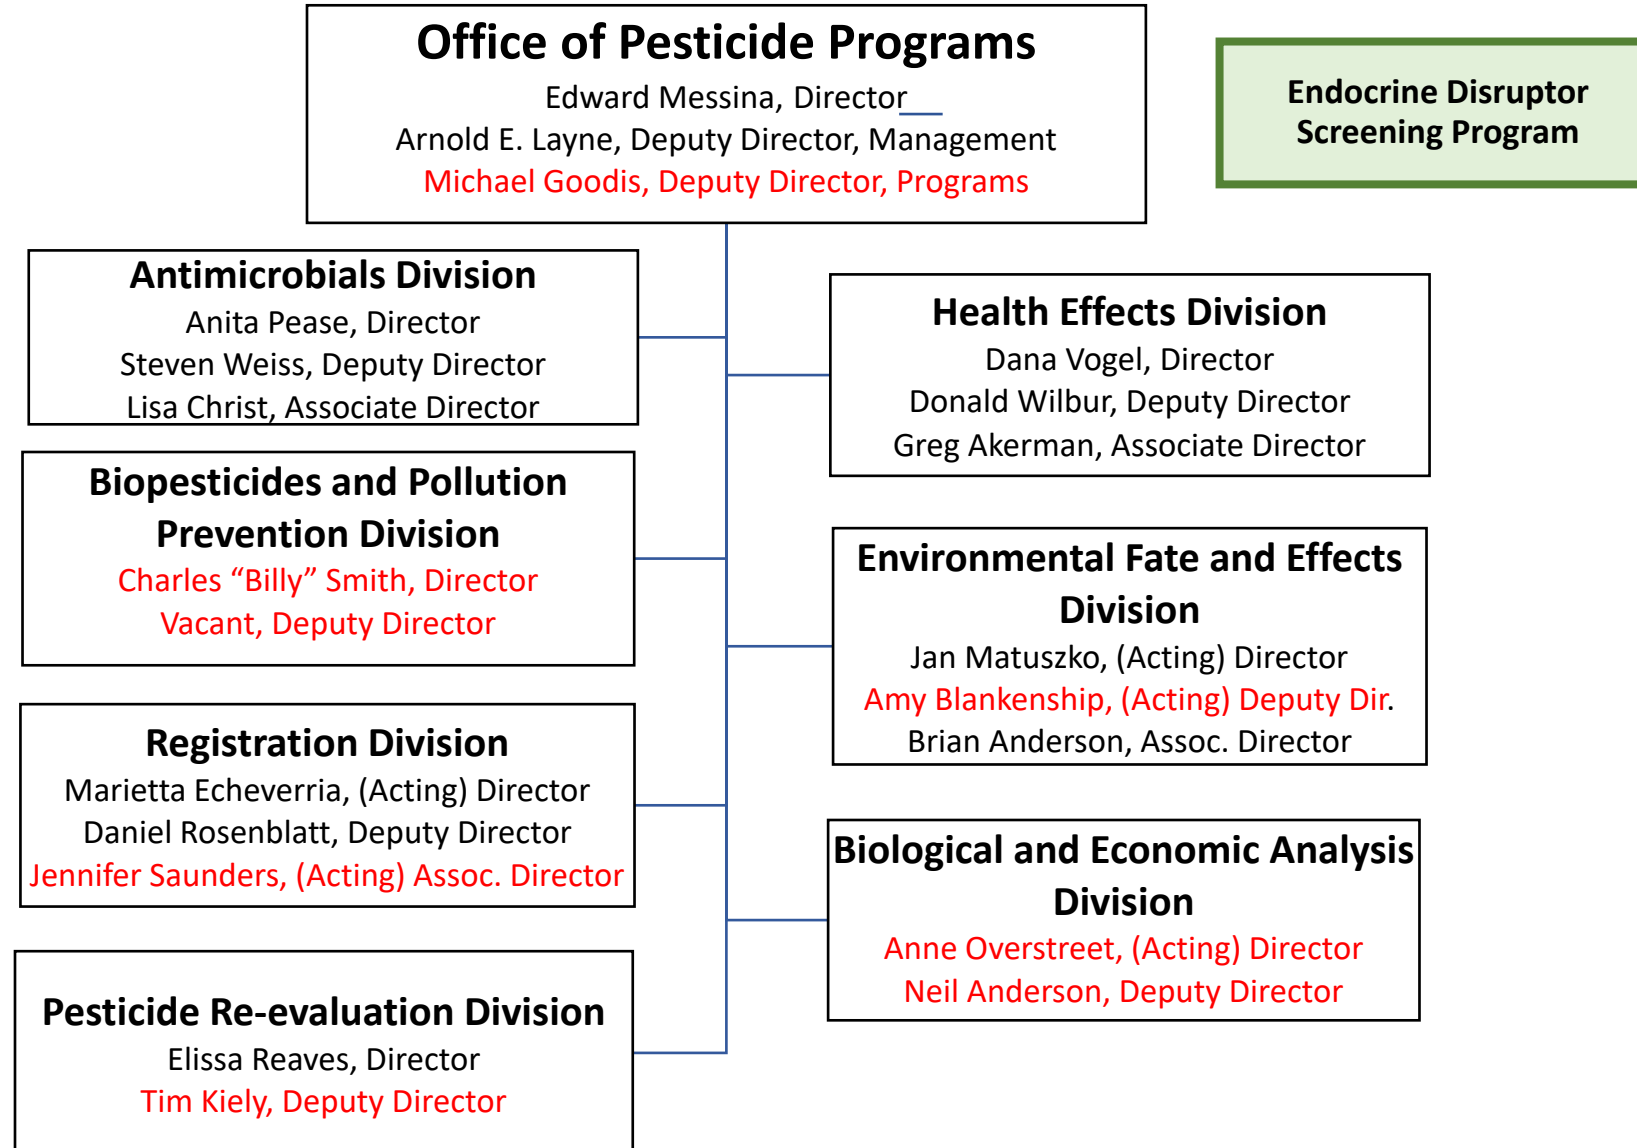 Office of Pesticide Programs
Edward Messina, Director
Arnold E. Layne, Deputy Director, Management
Michael Goodis, Deputy Director, Programs
Endocrine Disruptor
Screening Program
Antimicrobials Division
Anita Pease, Director
Steven Weiss, Deputy Director
Lisa Christ, Associate Director
Health Effects Division
Dana Vogel, Director
Donald Wilbur, Deputy Director
Greg Akerman, Associate Director
Biopesticides and Pollution
Prevention Division
Charles “Billy” Smith, Director
Vacant, Deputy Director
Environmental Fate and Effects
Division
Jan Matuszko, (Acting) Director
Amy Blankenship, (Acting) Deputy Dir.
Brian Anderson, Assoc. Director
Registration Division
Marietta Echeverria, (Acting) Director
Daniel Rosenblatt, Deputy Director
Jennifer Saunders, (Acting) Assoc. Director
Biological and Economic Analysis
Division
Anne Overstreet, (Acting) Director
Neil Anderson, Deputy Director
Pesticide Re-evaluation Division
Elissa Reaves, Director
Tim Kiely, Deputy Director